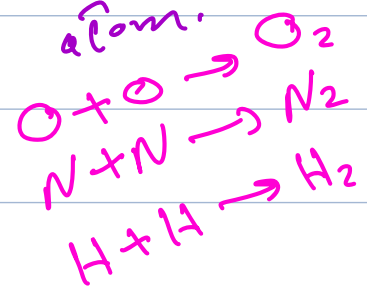 atom.
O + O → O2
N + N → N2
H + H → H2